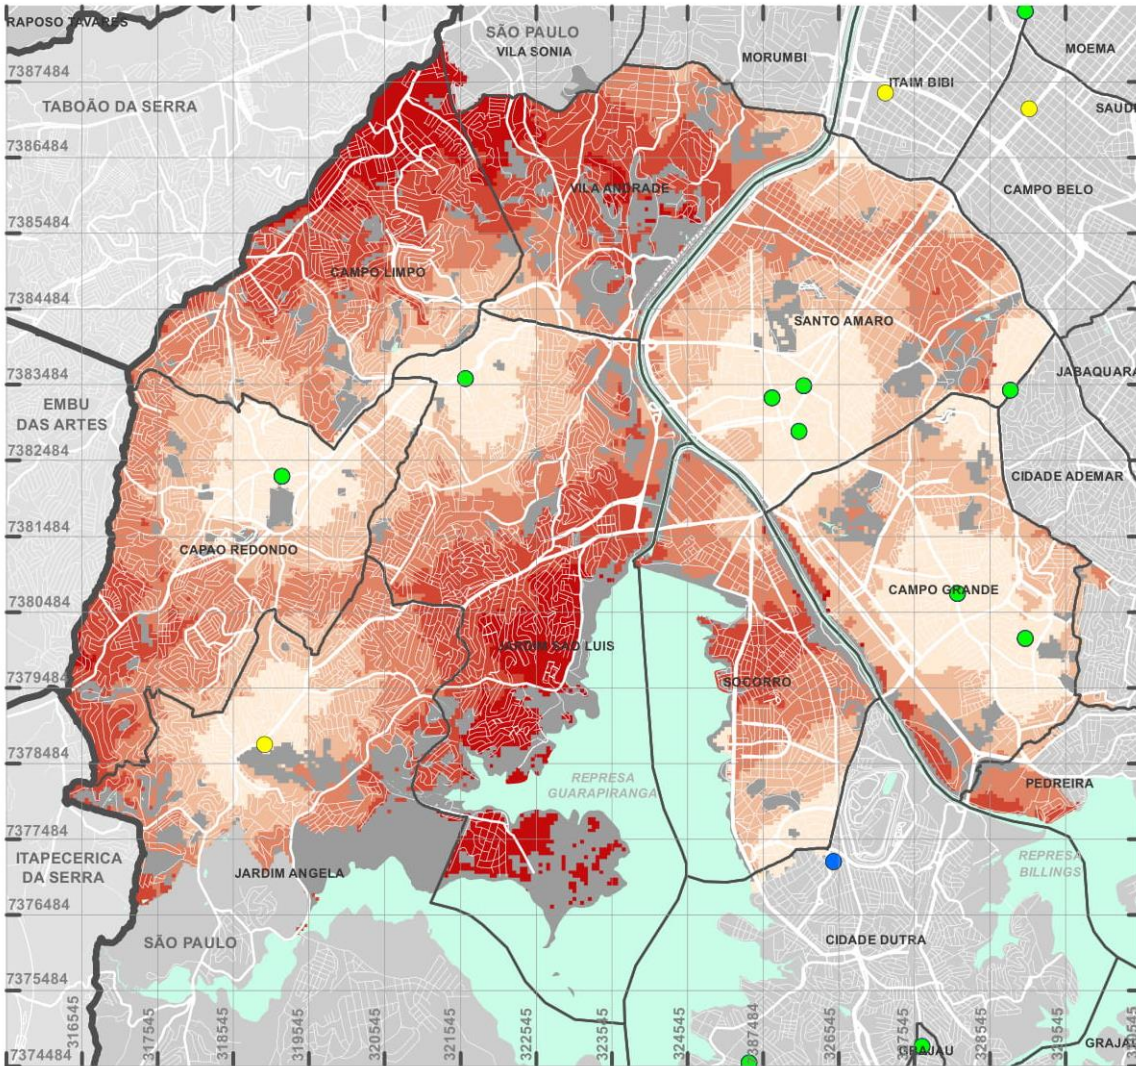 RAPOSO TAVARES
SÃO PAULO
VILA SONIA
MORUMBI
MOEMA
7387484
ITAIM BIBI
TABOÃO DA SERRA
SAUDE
7386484
VILA ANDRADE
CAMPO BELO
7385484
CAMPO LIMPO
7384484
SANTO AMARO
7383484
JABAQUARA
EMBU
DAS ARTES
7382484
CIDADE ADEMAR
7381484
CAPAO REDONDO
CAMPO GRANDE
7380484
JARDIM SAO LUIS
7379484
SOCORRO
7378484
REPRESA
GUARAPIRANGA
PEDREIRA
7377484
ITAPECERICA
DA SERRA
REPRESA
BILLINGS
JARDIM ANGELA
7376484
SÃO PAULO
CIDADE DUTRA
7375484
316545
317545
318545
319545
320545
321545
322545
323545
324545
7387484
326545
327545
328545
329545
330545
GRAJAU
GRAJAU
7374484